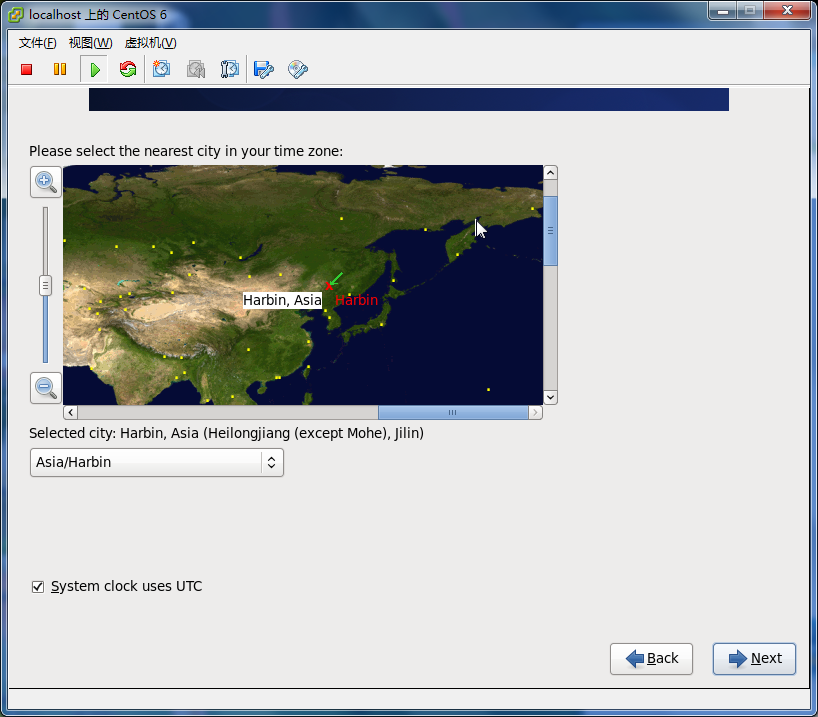 localhost 上的 CentOS 6
文件(F) 视图(W) 虚拟机(V)
Please select the nearest city in your time zone:
Harbin, Asia Harbin
Selected city: Harbin, Asia (Heilongjiang (except Mohe), Jilin)
Asia/Harbin
System clock uses UTC
Back Next